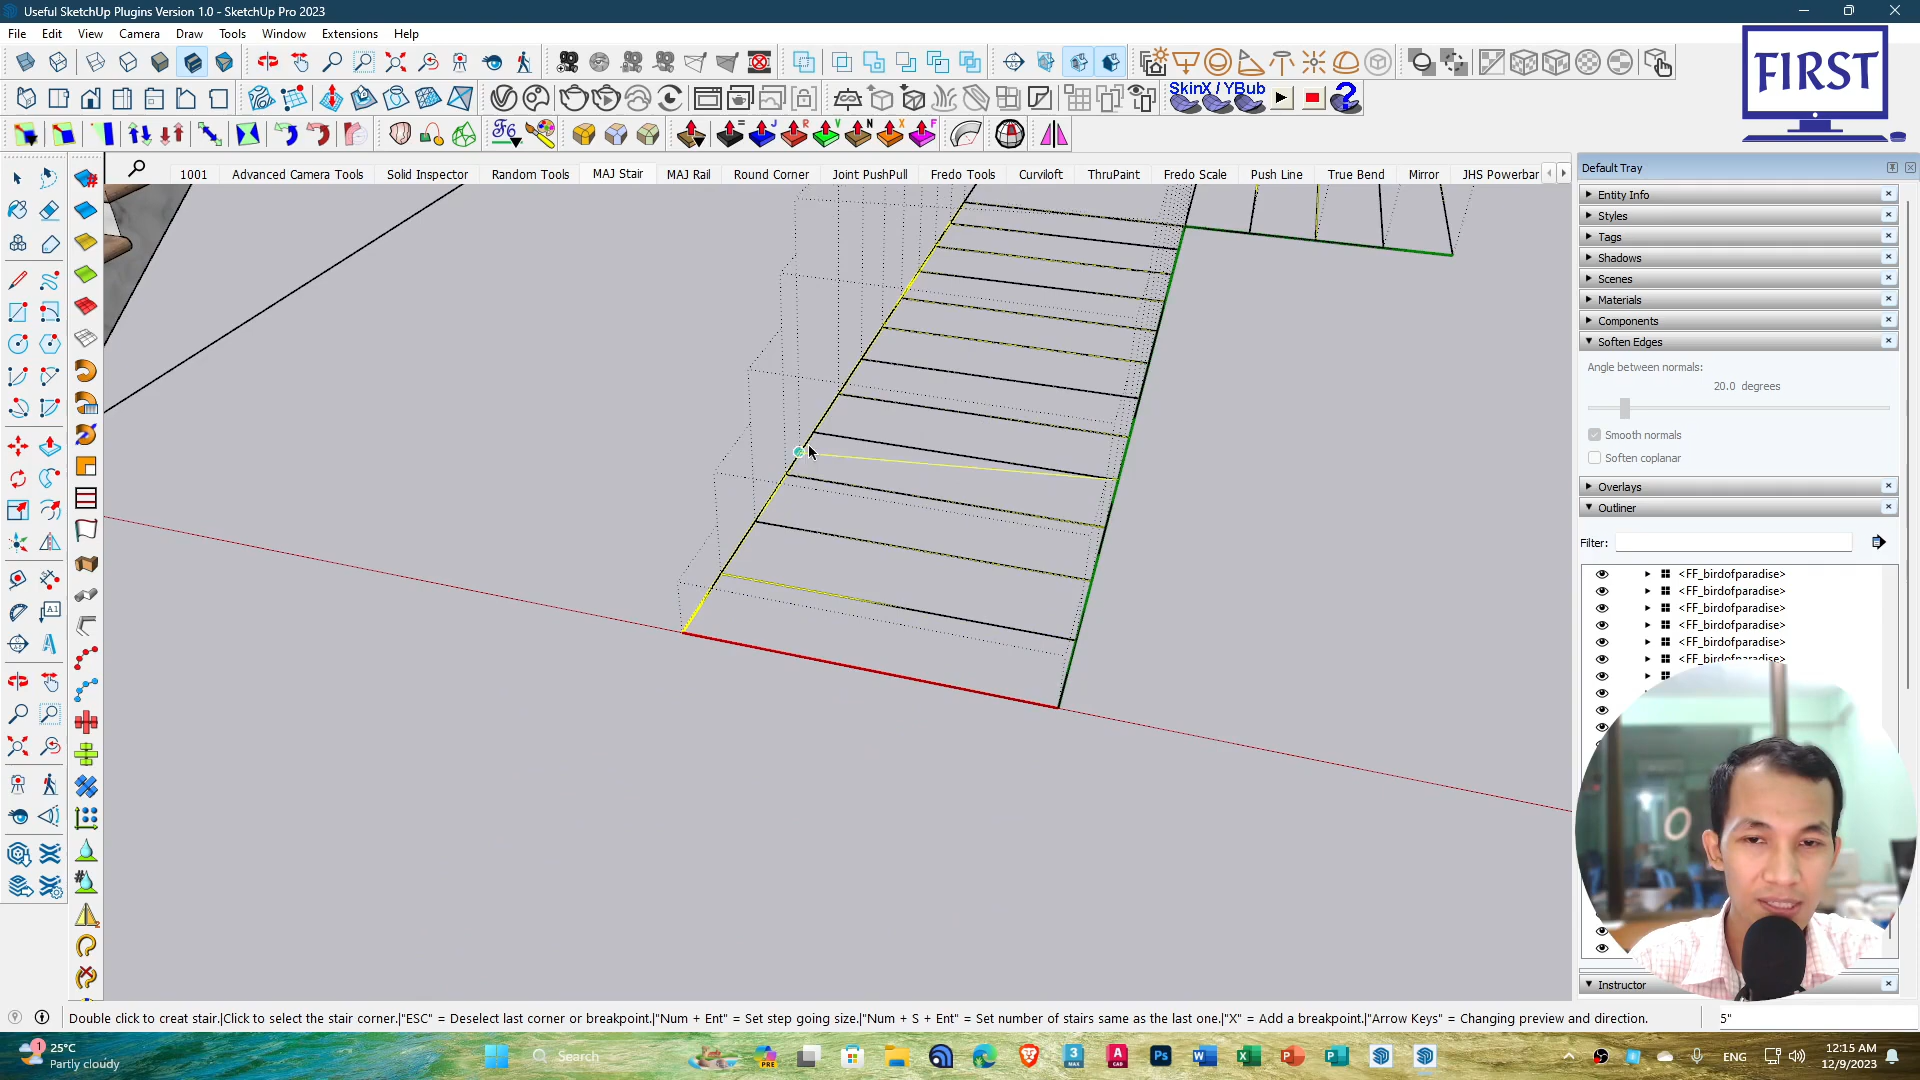 Useful SketchUp Plugins Version 1.0 - SketchUp Pro 2023
File Edit View Camera Draw Tools Window Extensions Help
FIRST
SkinX / YBub
1001 Advanced Camera Tools Solid Inspector Random Tools MAJ Stair MAJ Rail Round Corner Joint PushPull Fredo Tools Curviloft ThruPaint Fredo Scale Push Line True Bend Mirror JHS Powerbar
Default Tray
Entity Info
Styles
Tags
Shadows
Scenes
Materials
Components
Soften Edges
Angle between normals:
20.0 degrees
Smooth normals
Soften coplanar
Overlays
Outliner
Filter:
<FF_birdofparadise>
<FF_birdofparadise>
<FF_birdofparadise>
<FF_birdofparadise>
<FF_birdofparadise>
<FF_birdofparadise>
Instructor
Double click to creat stair.|Click to select the stair corner.|"ESC" = Deselect last corner or breakpoint.|"Num + Ent" = Set step going size.|"Num + S + Ent" = Set number of stairs same as the last one.|"X" = Add a breakpoint.|"Arrow Keys" = Changing preview and direction.
5"
25°C
Partly cloudy
Search
ENG
12:15 AM
12/9/2023